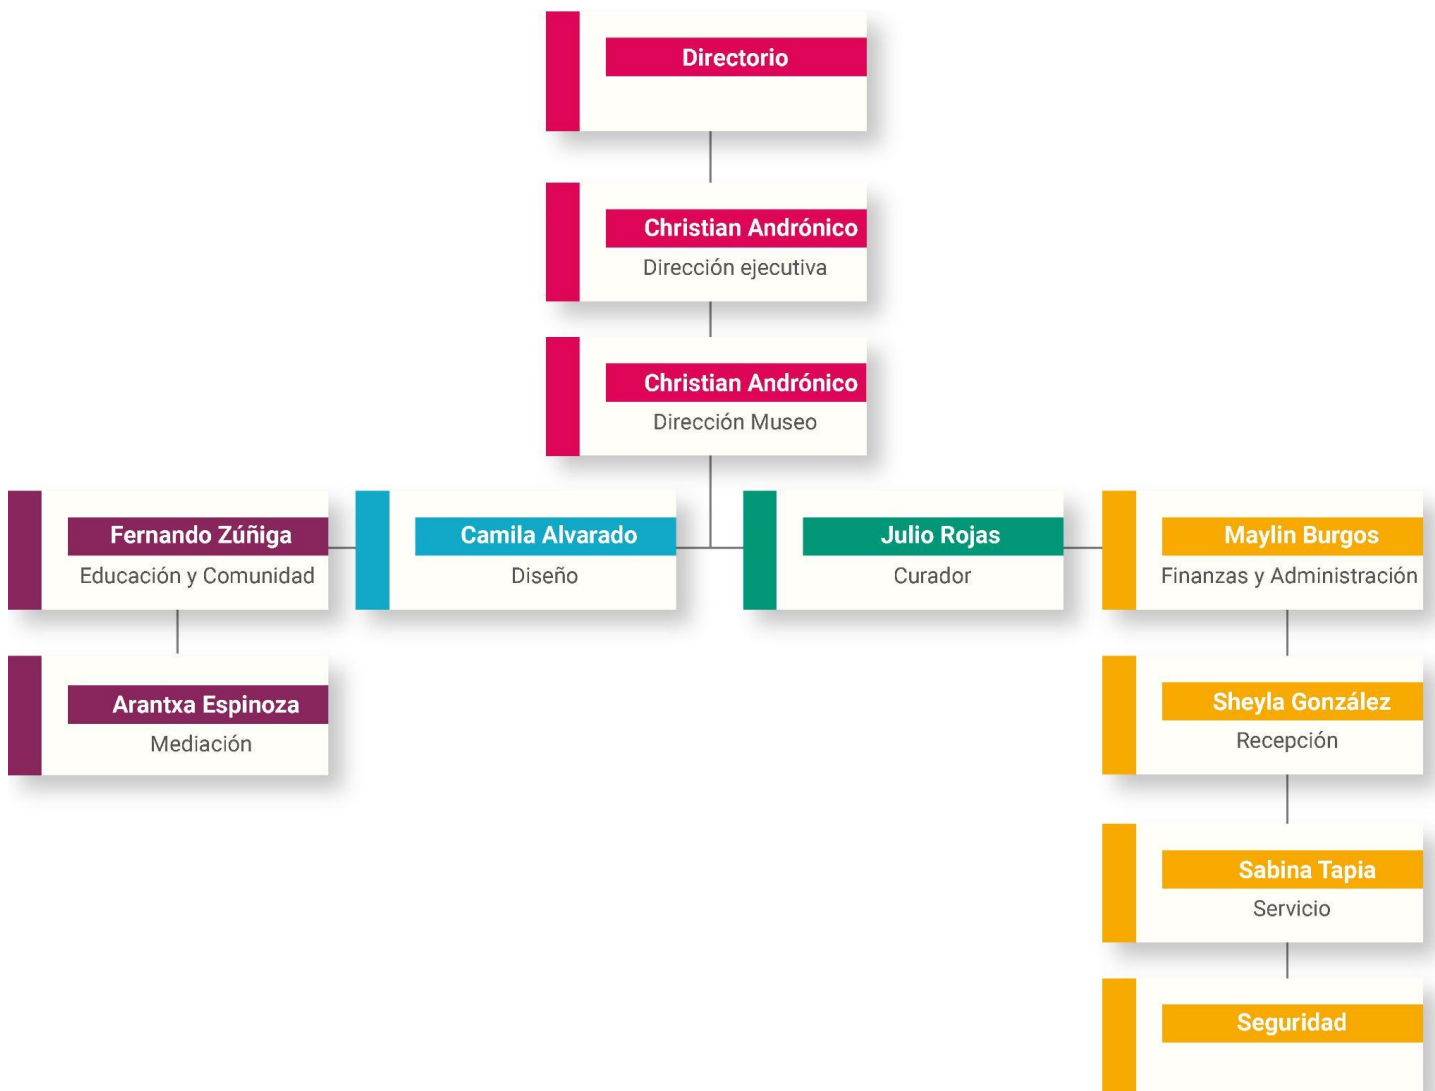 Directorio
Christian Andrónico
Dirección ejecutiva
Christian Andrónico
Dirección Museo
Fernando Zúñiga
Educación y Comunidad
Camila Alvarado
Diseño
Julio Rojas
Curador
Maylin Burgos
Finanzas y Administración
Arantxa Espinoza
Mediación
Sheyla González
Recepción
Sabina Tapia
Servicio
Seguridad